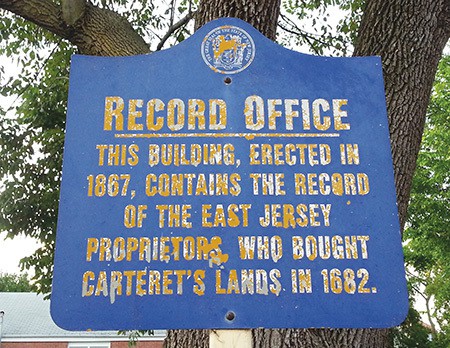 RECORD OFFICE
THIS BUILDING, ERECTED IN
1867, CONTAINS THE RECORD
OF THE EAST JERSEY
PROPRIETORS, WHO BOUGHT
CARTERET'S LANDS IN 1682.